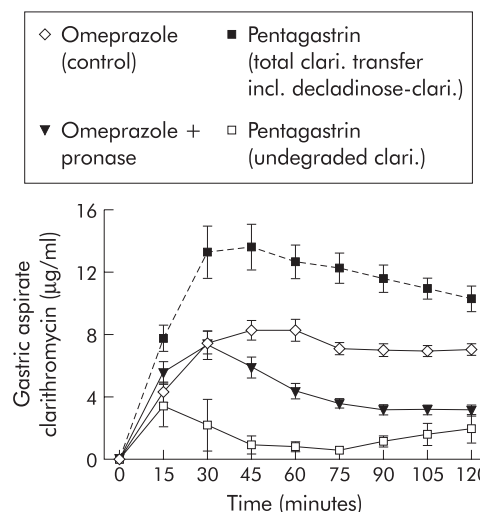 Omeprazole
(control)
Pentagastrin
(total clari. transfer
incl. decladinose-clari.)
Omeprazole +
pronase
Pentagastrin
(undegraded clari.)
16
12
8
4
0
Gastric aspirate
clarithromycin (µg/ml)
0 15 30 45 60 75 90 105 120
Time (minutes)